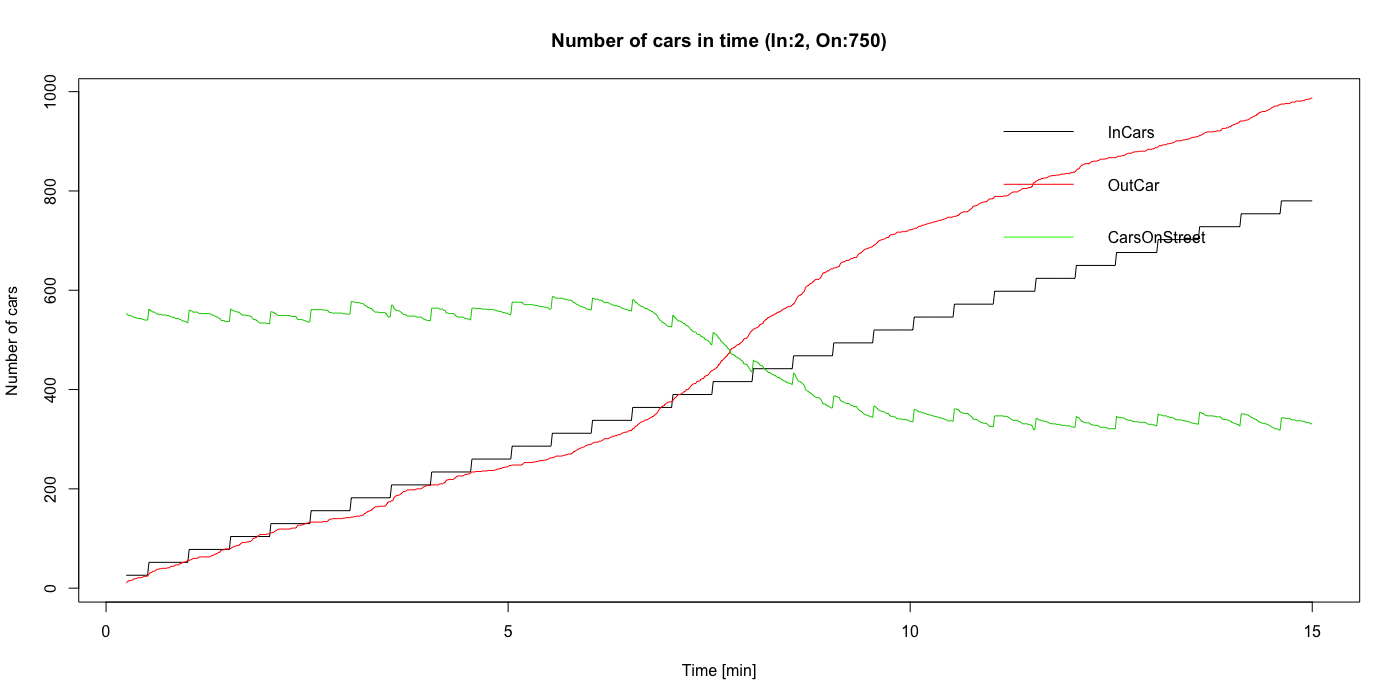 Number of cars in time (In:2, On:750)
Number of cars
1000
800
600
400
200
0
InCars
OutCar
CarsOnStreet
0 5 10 15
Time [min]